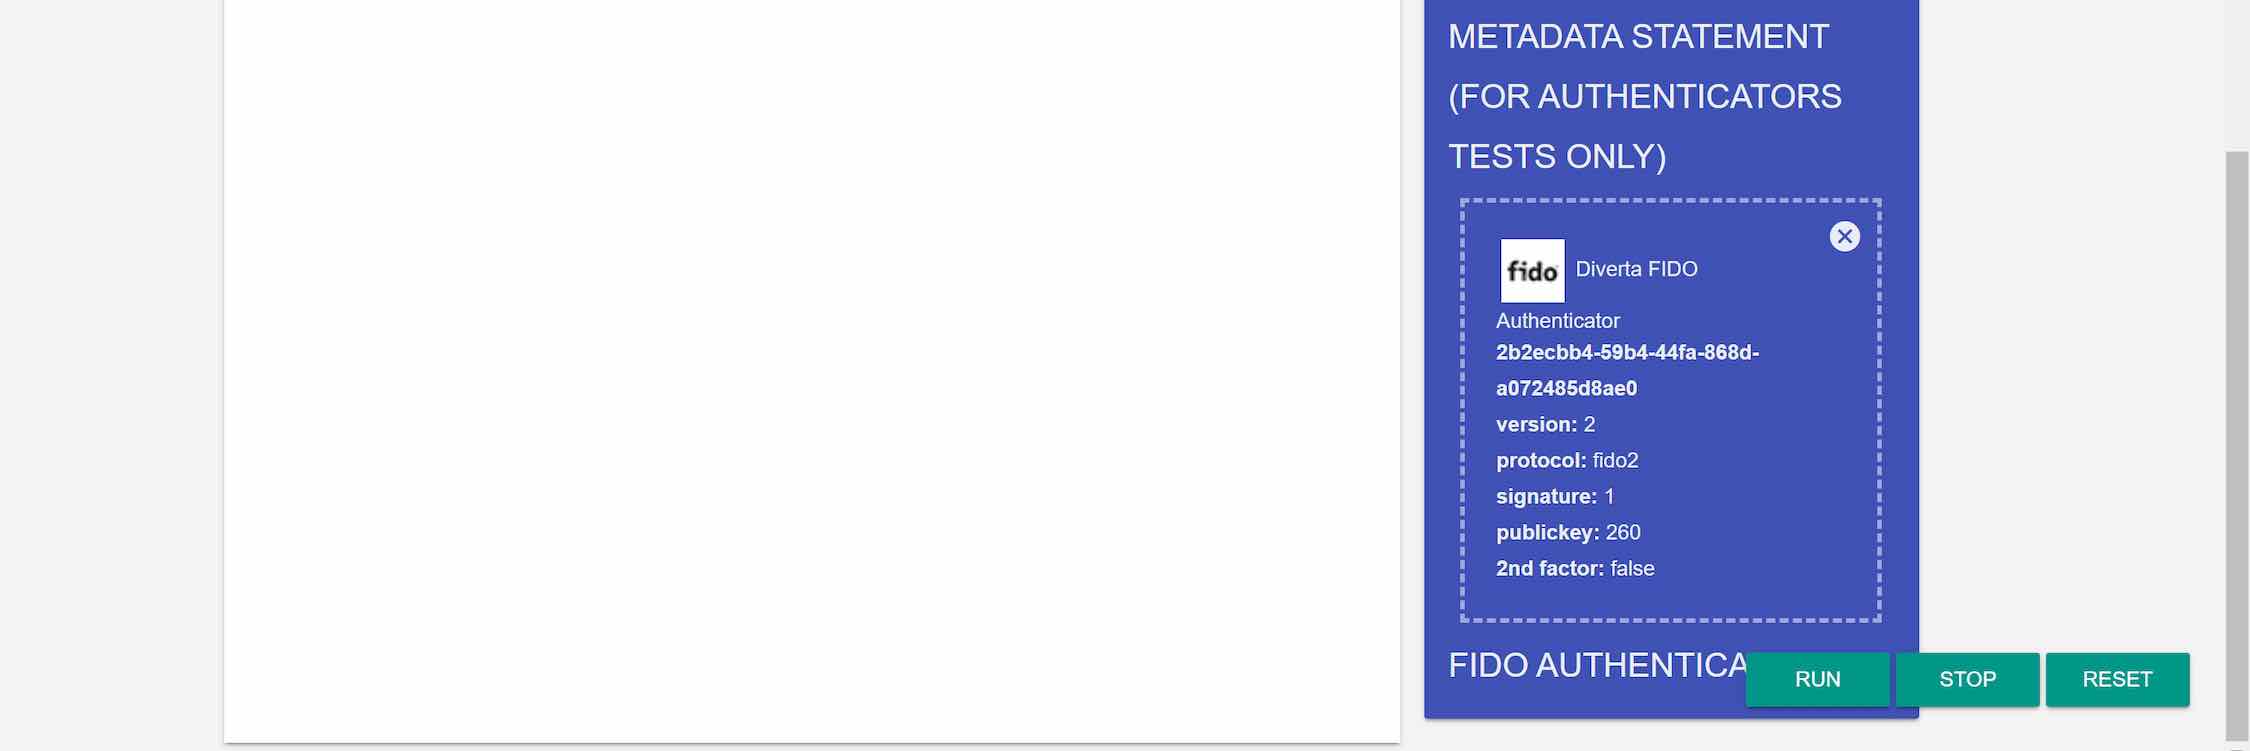 METADATA STATEMENT
(FOR AUTHENTICATORS
TESTS ONLY)
fido Diverta FIDO
Authenticator
2b2ecbb4-59b4-44fa-868d-
a072485d8ae0
version: 2
protocol: fido2
signature: 1
publickey: 260
2nd factor: false
FIDO AUTHENTICA
RUN STOP RESET